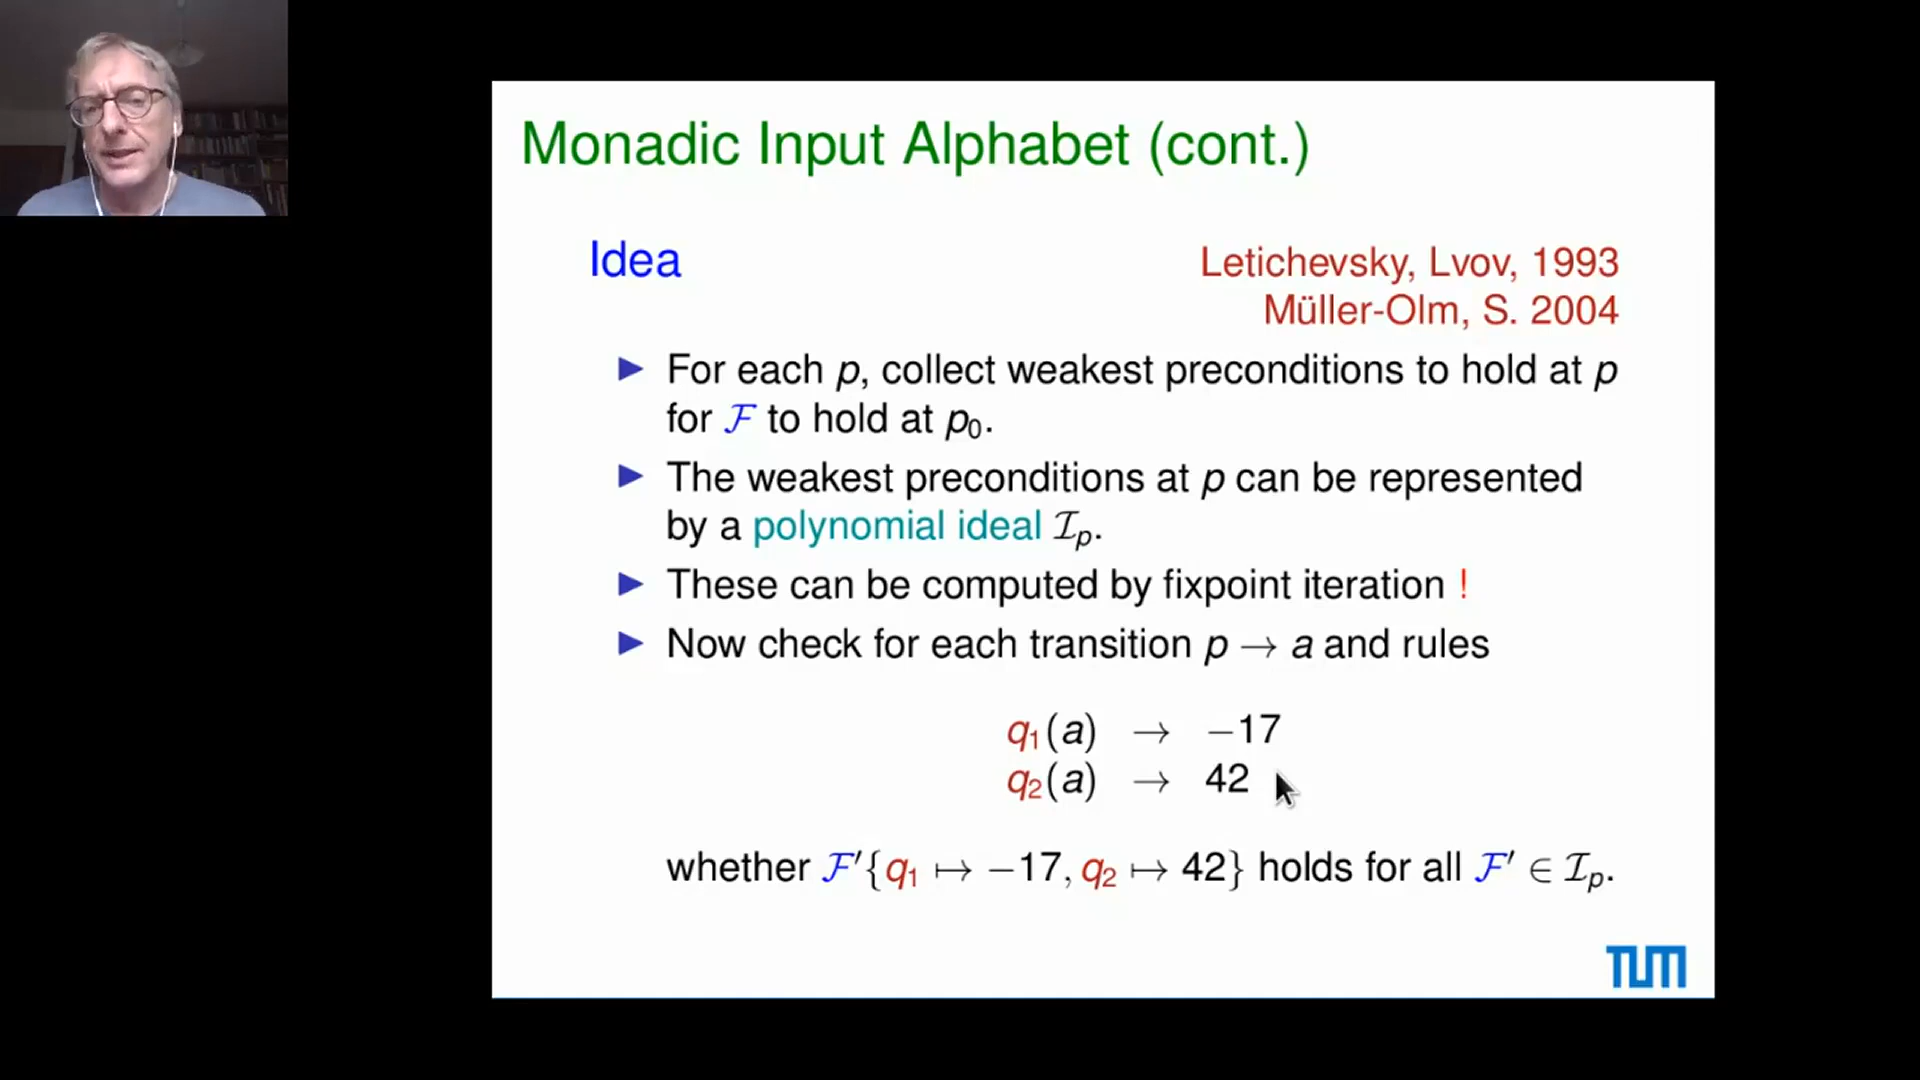 Monadic Input Alphabet (cont.)
Idea
Letichevsky, Lvov, 1993
Müller-Olm, S. 2004
▶ For each p, collect weakest preconditions to hold at p
for ℱ to hold at p₀.
▶ The weakest preconditions at p can be represented
by a polynomial ideal ℐₚ.
▶ These can be computed by fixpoint iteration !
▶ Now check for each transition p → a and rules
q₁(a) → −17
q₂(a) → 42
whether ℱ′{q₁ ↦ −17, q₂ ↦ 42} holds for all ℱ′ ∈ ℐₚ.
TUM